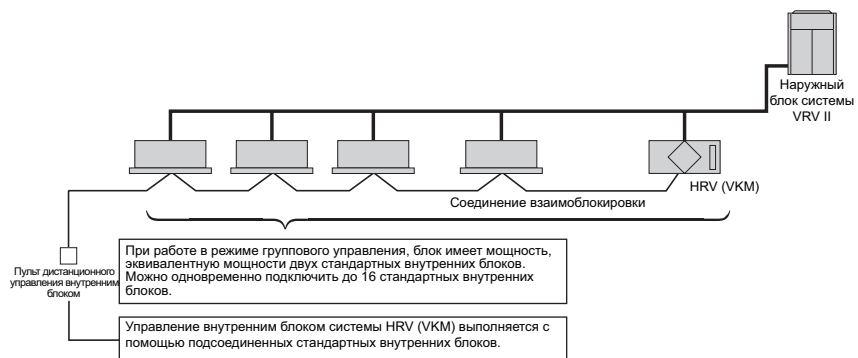 Наружный
блок системы
VRV II
HRV (VKM)
Соединение взаимоблокировки
Пульт дистанционного
управления внутренним
блоком
При работе в режиме группового управления, блок имеет мощность,
эквивалентную мощности двух стандартных внутренних блоков.
Можно одновременно подключить до 16 стандартных внутренних
блоков.
Управление внутренним блоком системы HRV (VKM) выполняется с
помощью подсоединенных стандартных внутренних блоков.